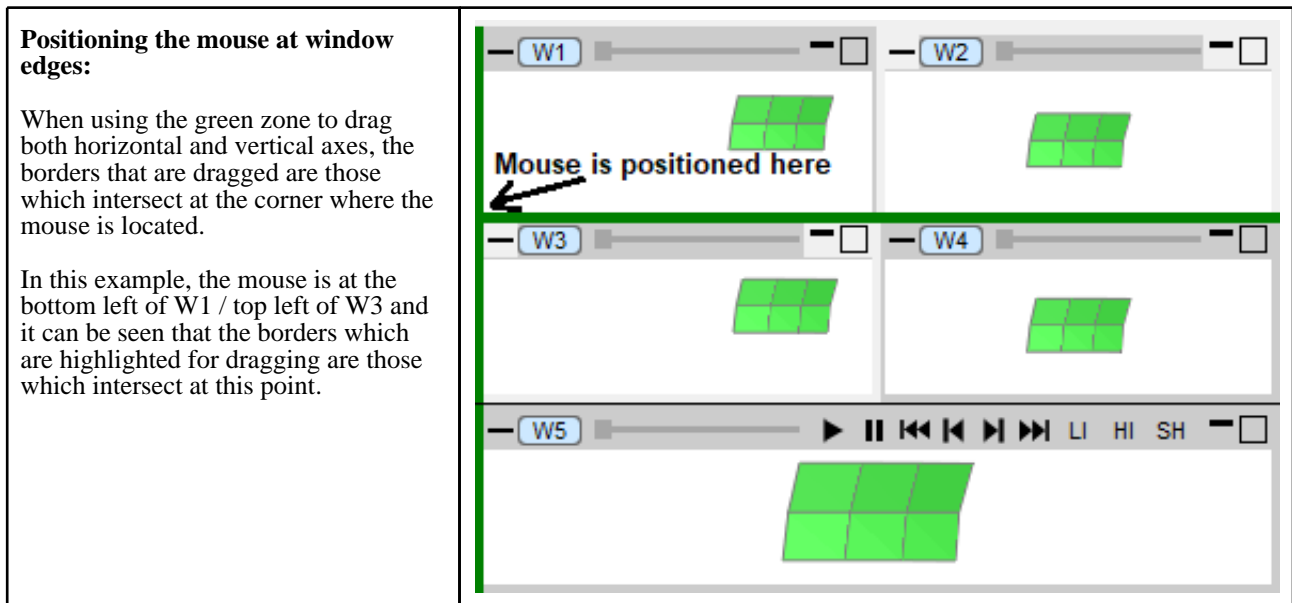 Positioning the mouse at window
edges:
When using the green zone to drag
both horizontal and vertical axes, the
borders that are dragged are those
which intersect at the corner where the
mouse is located.
In this example, the mouse is at the
bottom left of W1 / top left of W3 and
it can be seen that the borders which
are highlighted for dragging are those
which intersect at this point.
W1
W2
Mouse is positioned here
W3
W4
W5 LI HI SH